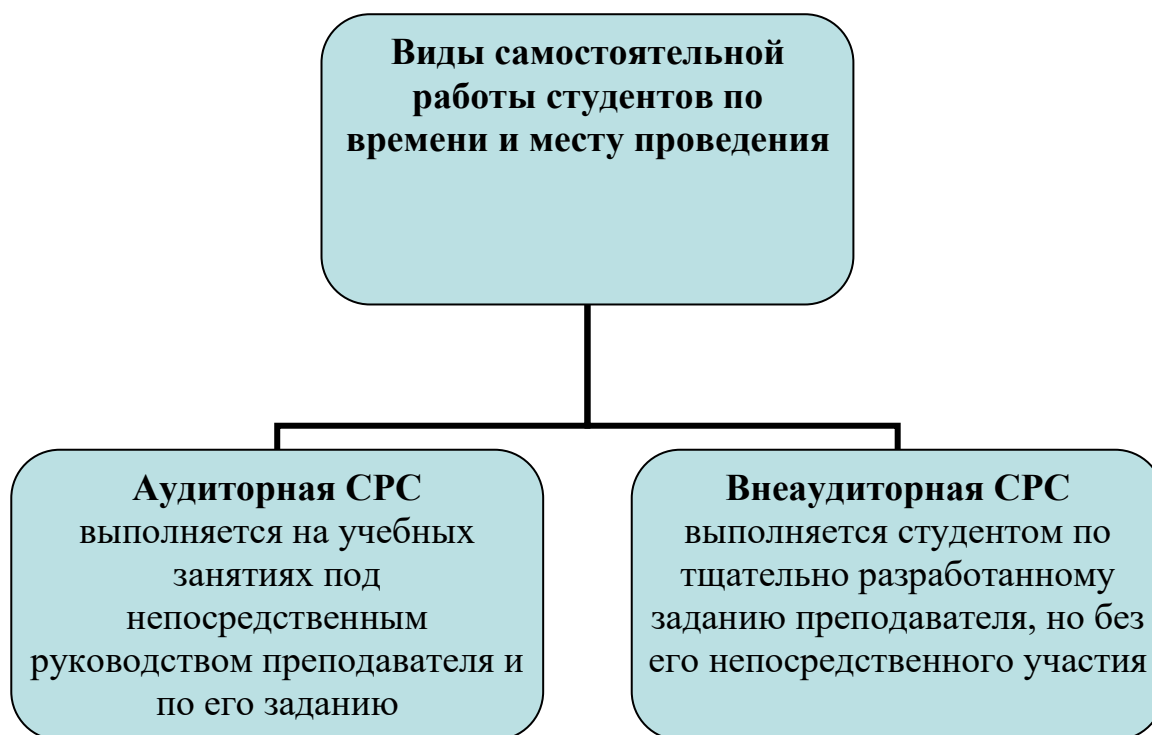 Виды самостоятельной
работы студентов по
времени и месту проведения
Аудиторная СРС
выполняется на учебных
занятиях под
непосредственным
руководством преподавателя и
по его заданию
Внеаудиторная СРС
выполняется студентом по
тщательно разработанному
заданию преподавателя, но без
его непосредственного участия